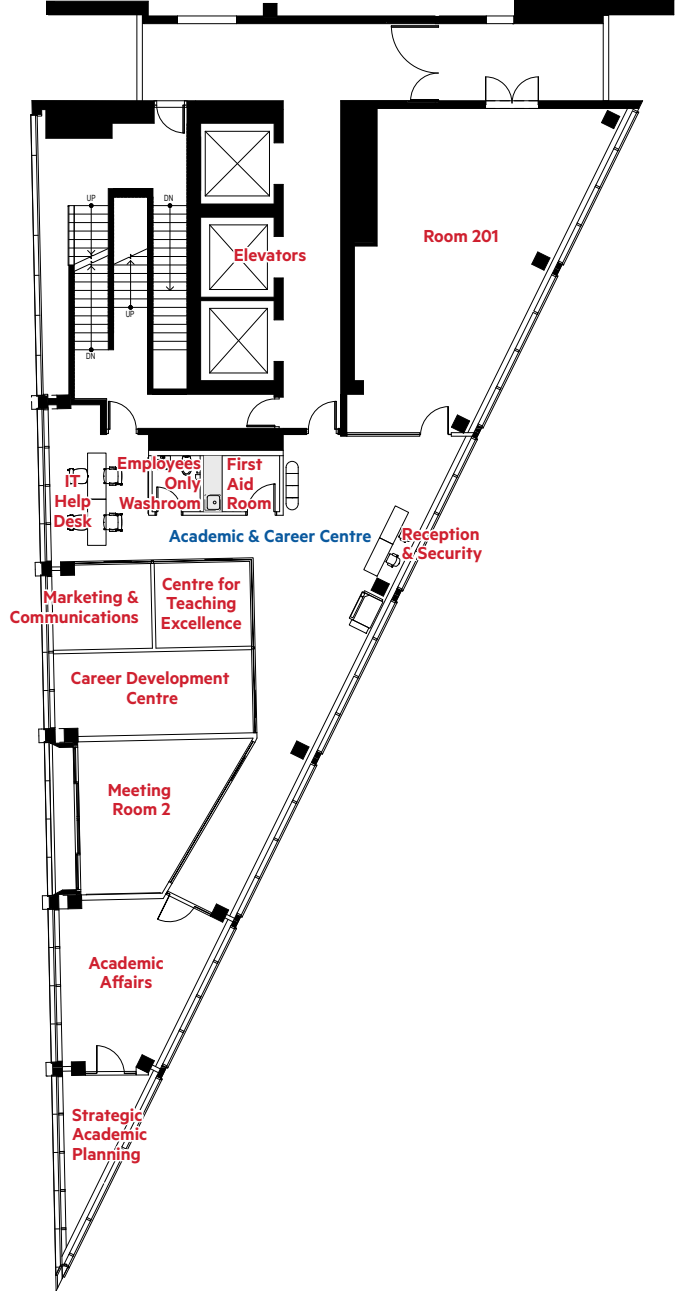 UP
DN
Room 201
Elevators
UP
DN
Employees
Only
Washroom
First
Aid
Room
IT
Help
Desk
Academic & Career Centre
Reception
& Security
Marketing &
Communications
Centre for
Teaching
Excellence
Career Development
Centre
Meeting
Room 2
Academic
Affairs
Strategic
Academic
Planning